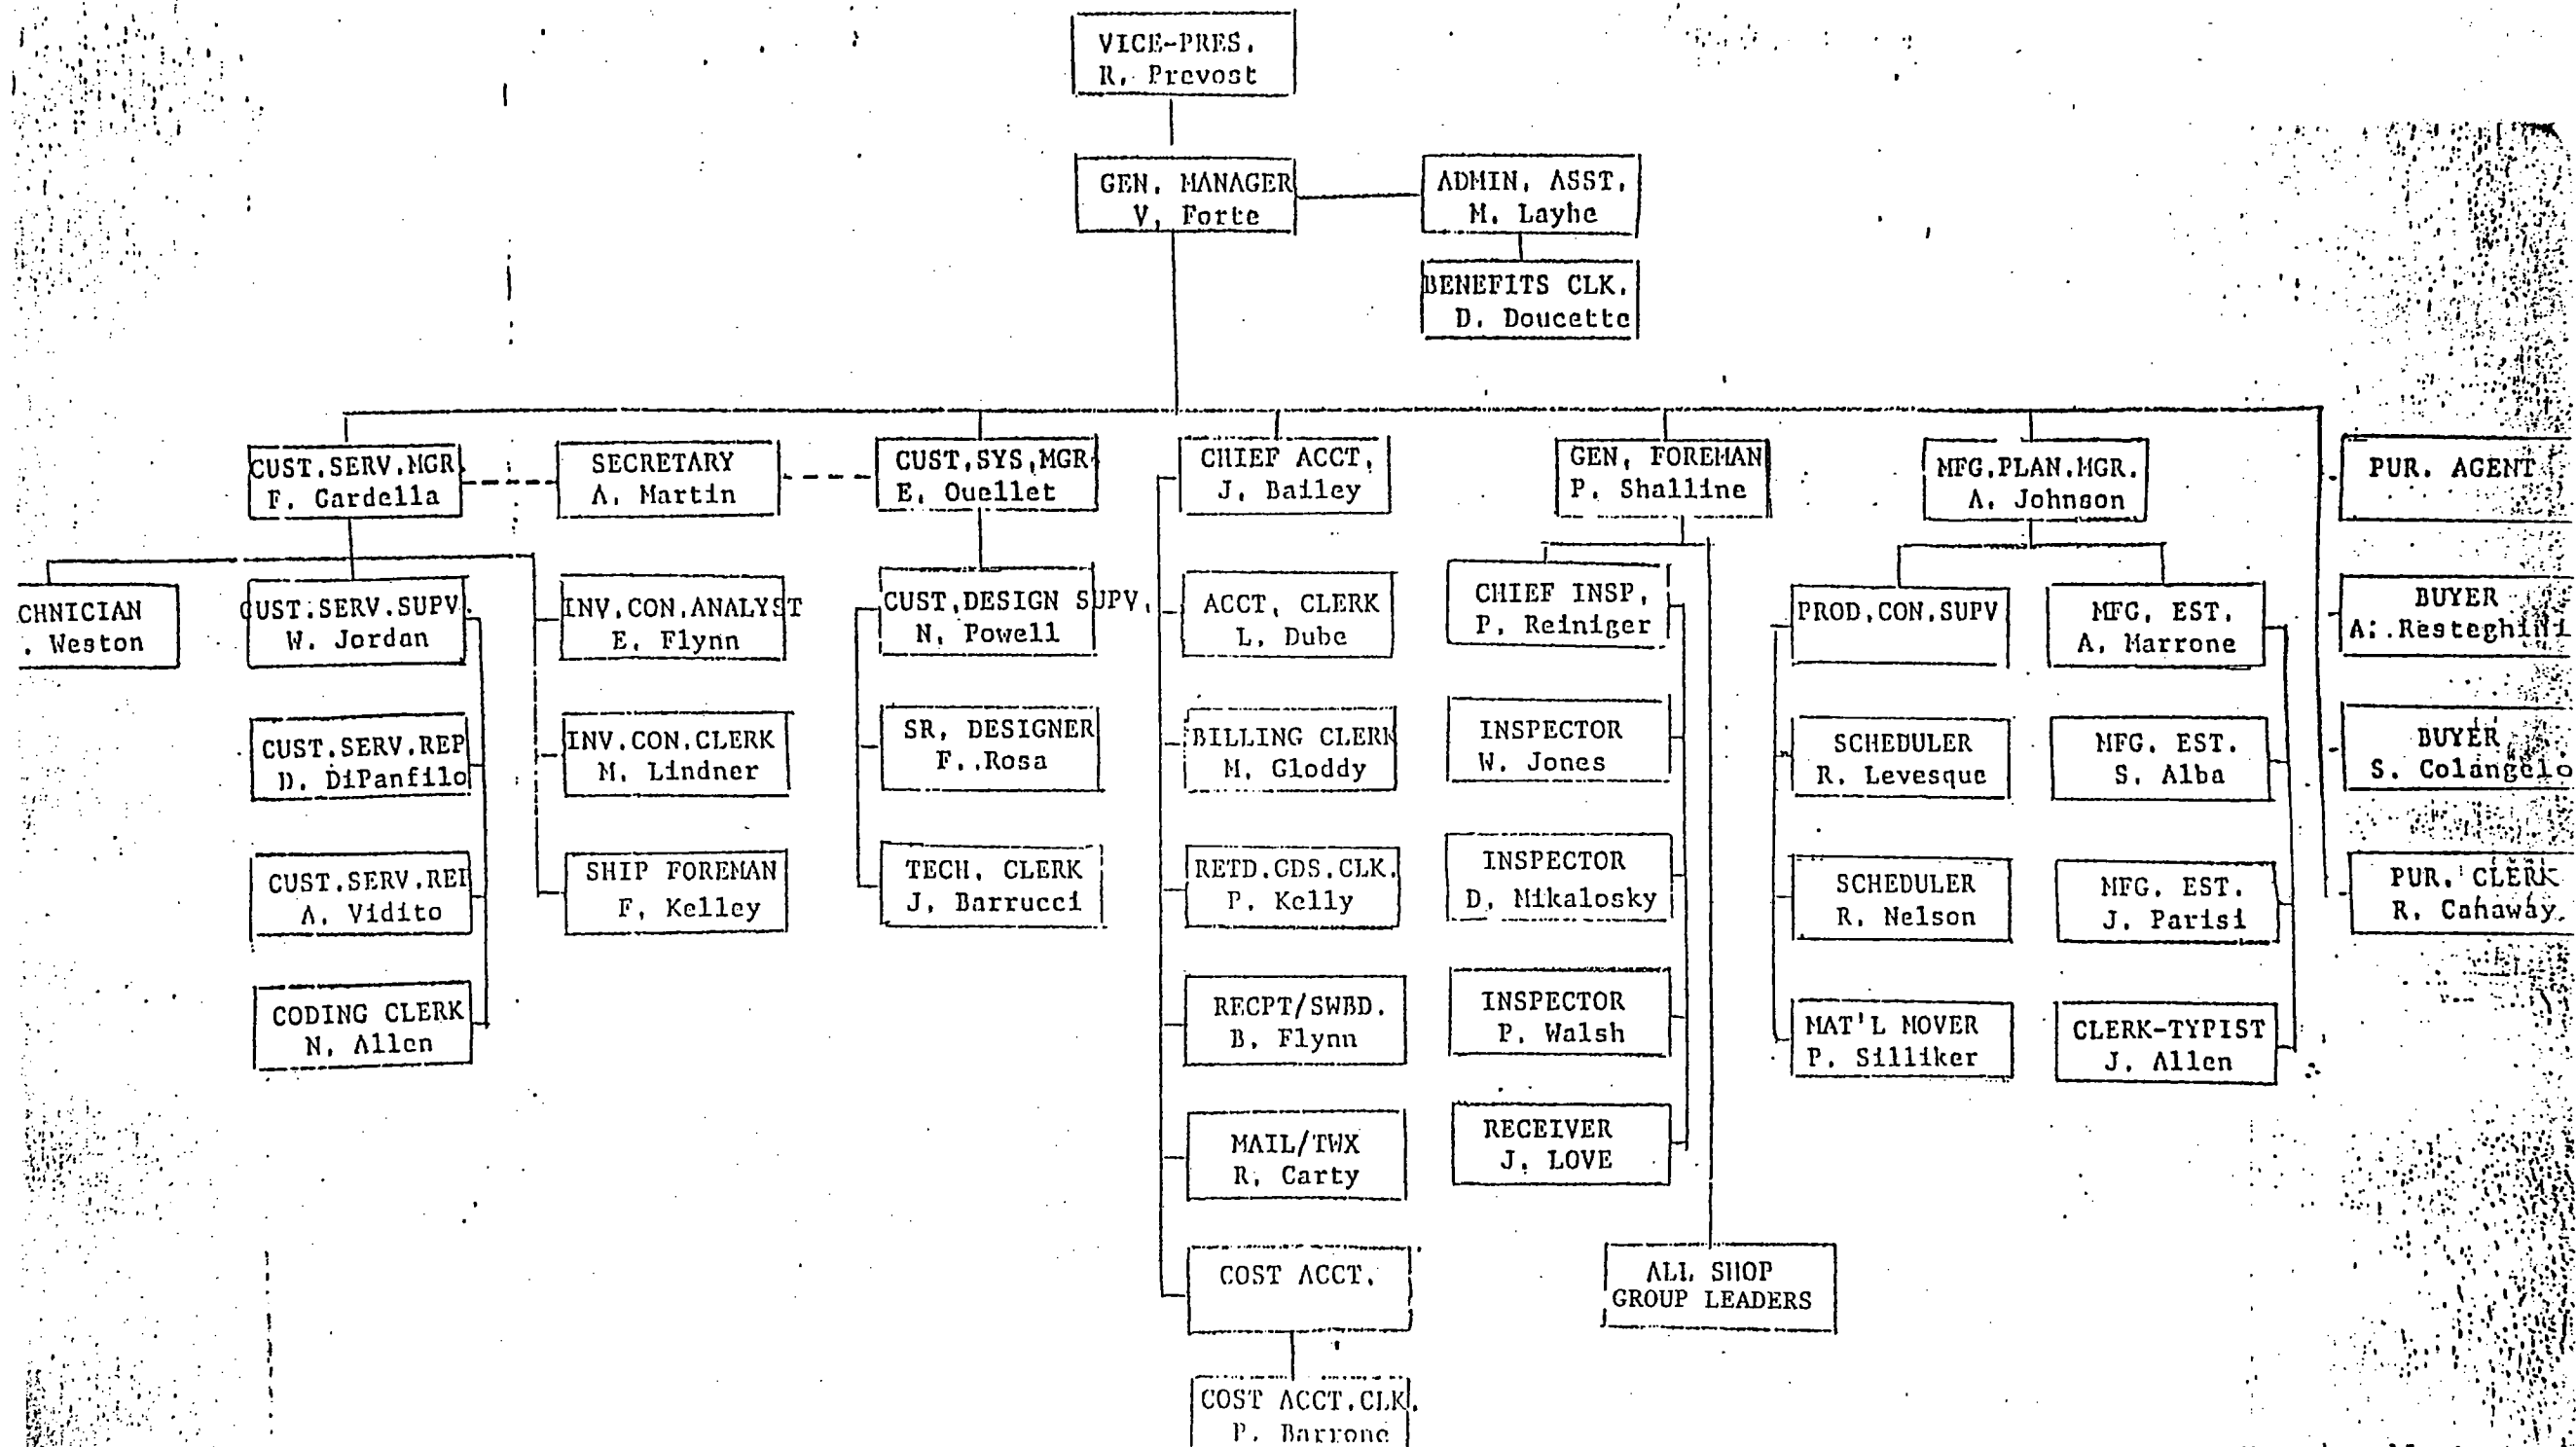 VICE-PRES.
R. Prevost
GEN. MANAGER
V. Forte
ADMIN. ASST.
M. Layhe
BENEFITS CLK.
D. Doucette
CUST.SERV.MGR
F. Gardella
SECRETARY
A. Martin
CUST.SYS.MGR
E. Ouellet
CHIEF ACCT.
J. Bailey
GEN. FOREMAN
P. Shalline
MFG.PLAN.MGR.
A. Johnson
PUR. AGENT
CHNICIAN
. Weston
CUST.SERV.SUPV.
W. Jordan
INV.CON.ANALYST
E. Flynn
CUST.DESIGN SUPV.
N. Powell
ACCT. CLERK
L. Dube
CHIEF INSP.
P. Reiniger
PROD.CON.SUPV
MFG. EST.
A. Marrone
BUYER
A. Resteghini
CUST.SERV.REP
D. DiPanfilo
INV.CON.CLERK
M. Lindner
SR. DESIGNER
F. Rosa
BILLING CLERK
M. Gloddy
INSPECTOR
W. Jones
SCHEDULER
R. Levesque
MFG. EST.
S. Alba
BUYER
S. Colangelo
CUST.SERV.REP
A. Vidito
SHIP FOREMAN
F. Kelley
TECH. CLERK
J. Barrucci
RETD.GDS.CLK.
P. Kelly
INSPECTOR
D. Mikalosky
SCHEDULER
R. Nelson
MFG. EST.
J. Parisi
PUR. CLERK
R. Cahaway
CODING CLERK
N. Allen
RECPT/SWBD.
B. Flynn
INSPECTOR
P. Walsh
MAT'L MOVER
P. Silliker
CLERK-TYPIST
J. Allen
MAIL/TWX
R. Carty
RECEIVER
J. LOVE
COST ACCT.
ALL SHOP
GROUP LEADERS
COST ACCT.CLK.
P. Barrone